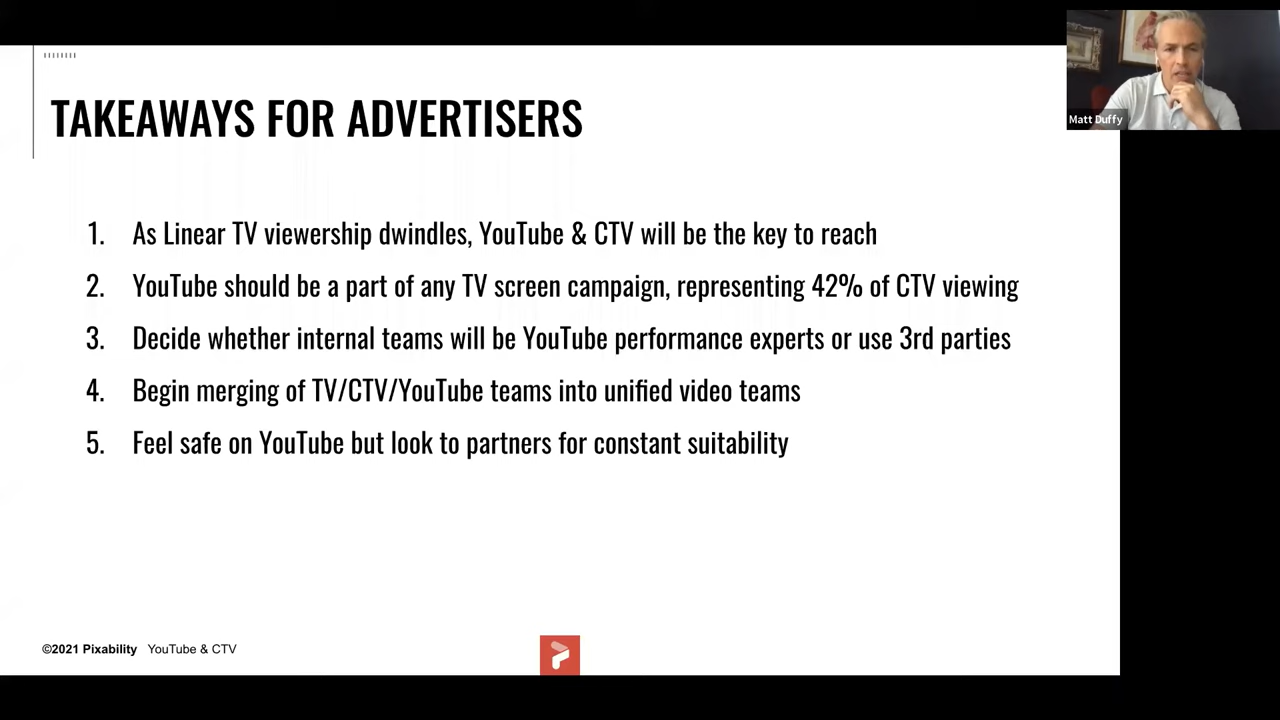 TAKEAWAYS FOR ADVERTISERS
Matt Duffy
1. As Linear TV viewership dwindles, YouTube & CTV will be the key to reach
2. YouTube should be a part of any TV screen campaign, representing 42% of CTV viewing
3. Decide whether internal teams will be YouTube performance experts or use 3rd parties
4. Begin merging of TV/CTV/YouTube teams into unified video teams
5. Feel safe on YouTube but look to partners for constant suitability
©2021 Pixability YouTube & CTV